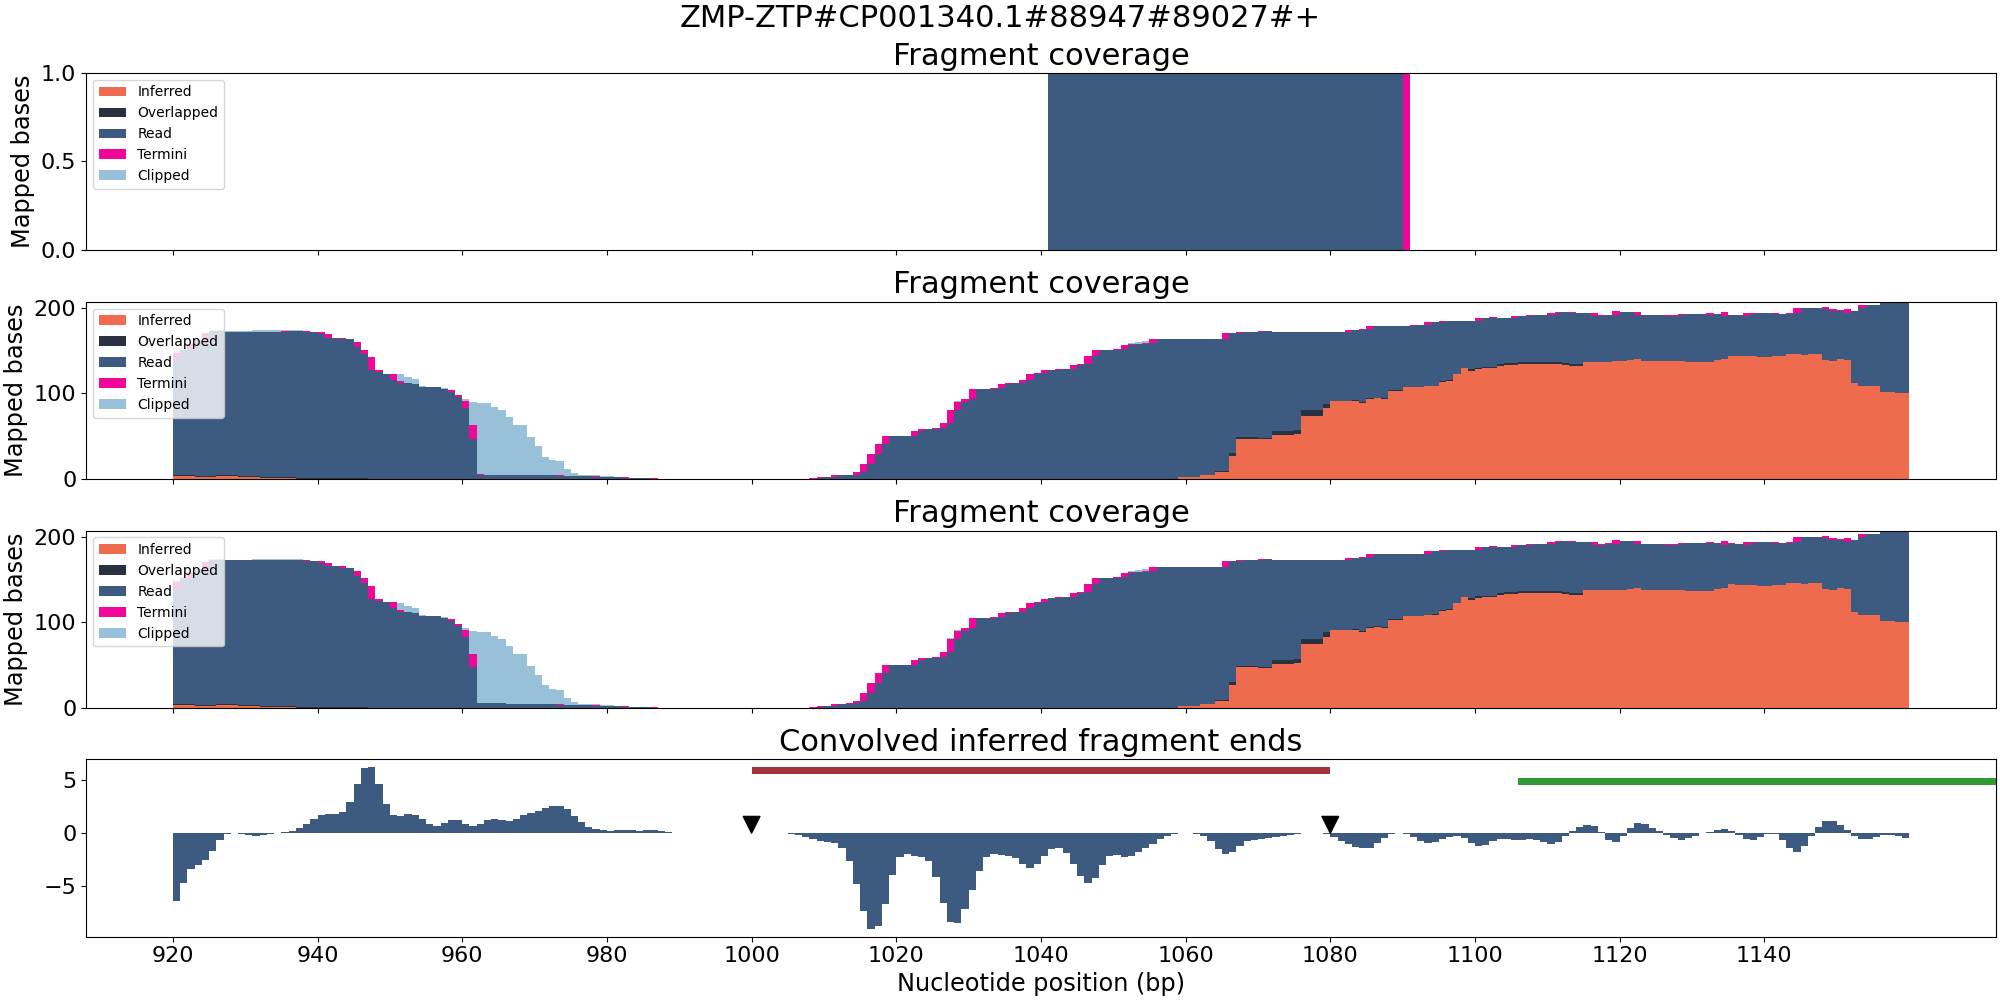 ZMP-ZTP#CP001340.1#88947#89027#+
Fragment coverage
Mapped bases
1.0
0.5
0.0
Inferred
Overlapped
Read
Termini
Clipped
Fragment coverage
Mapped bases
200
100
0
Inferred
Overlapped
Read
Termini
Clipped
Fragment coverage
Mapped bases
200
100
0
Inferred
Overlapped
Read
Termini
Clipped
Convolved inferred fragment ends
5
0
−5
920 940 960 980 1000 1020 1040 1060 1080 1100 1120 1140
Nucleotide position (bp)